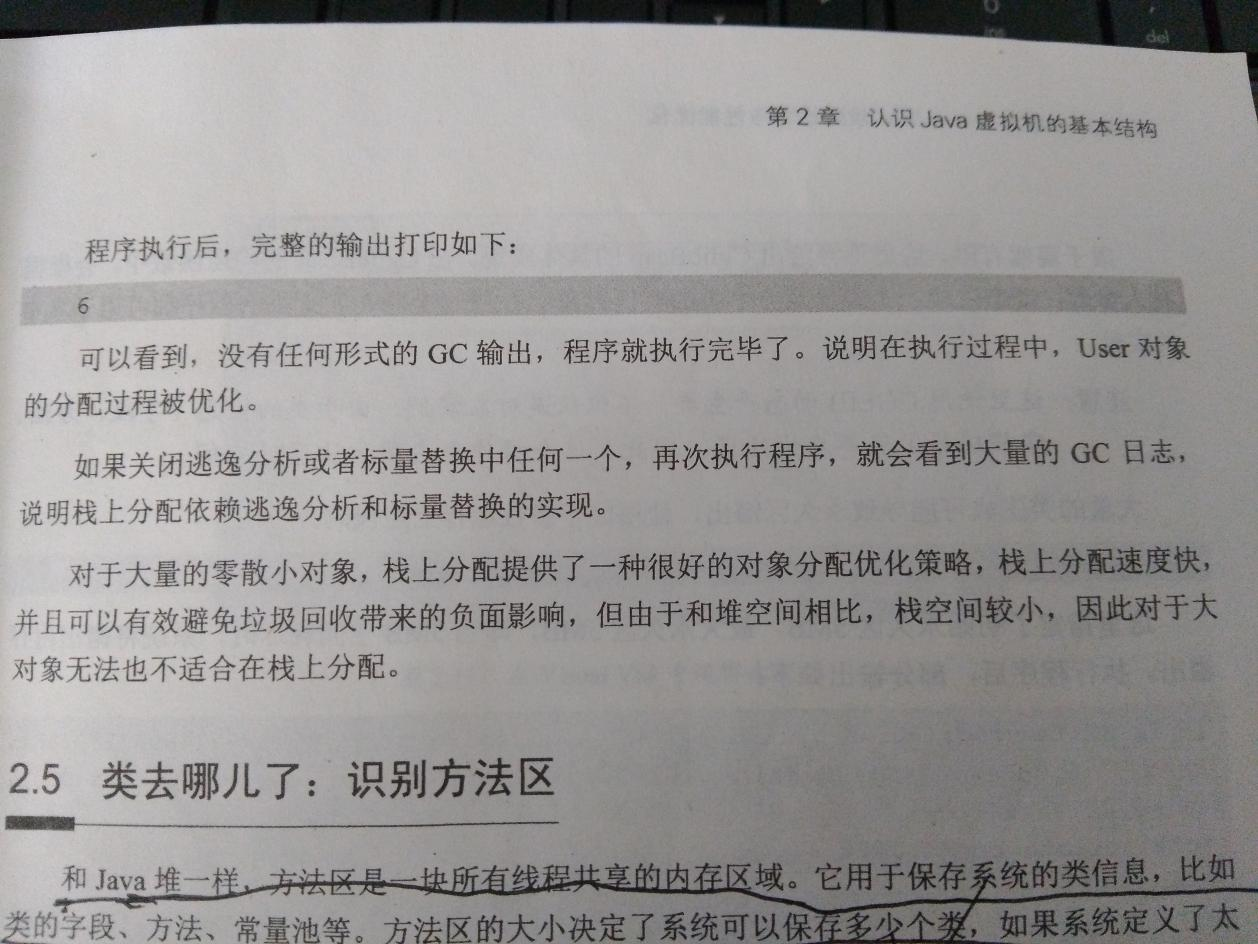 del
第 2 章 认识 Java 虚拟机的基本结构
程序执行后，完整的输出打印如下：
6
可以看到，没有任何形式的 GC 输出，程序就执行完毕了。说明在执行过程中，User 对象
的分配过程被优化。
如果关闭逃逸分析或者标量替换中任何一个，再次执行程序，就会看到大量的 GC 日志，
说明栈上分配依赖逃逸分析和标量替换的实现。
对于大量的零散小对象，栈上分配提供了一种很好的对象分配优化策略，栈上分配速度快，
并且可以有效避免垃圾回收带来的负面影响，但由于和堆空间相比，栈空间较小，因此对于大
对象无法也不适合在栈上分配。
2.5 类去哪儿了：识别方法区
和 Java 堆一样，方法区是一块所有线程共享的内存区域。它用于保存系统的类信息，比如
类的字段、方法、常量池等。方法区的大小决定了系统可以保存多少个类，如果系统定义了太